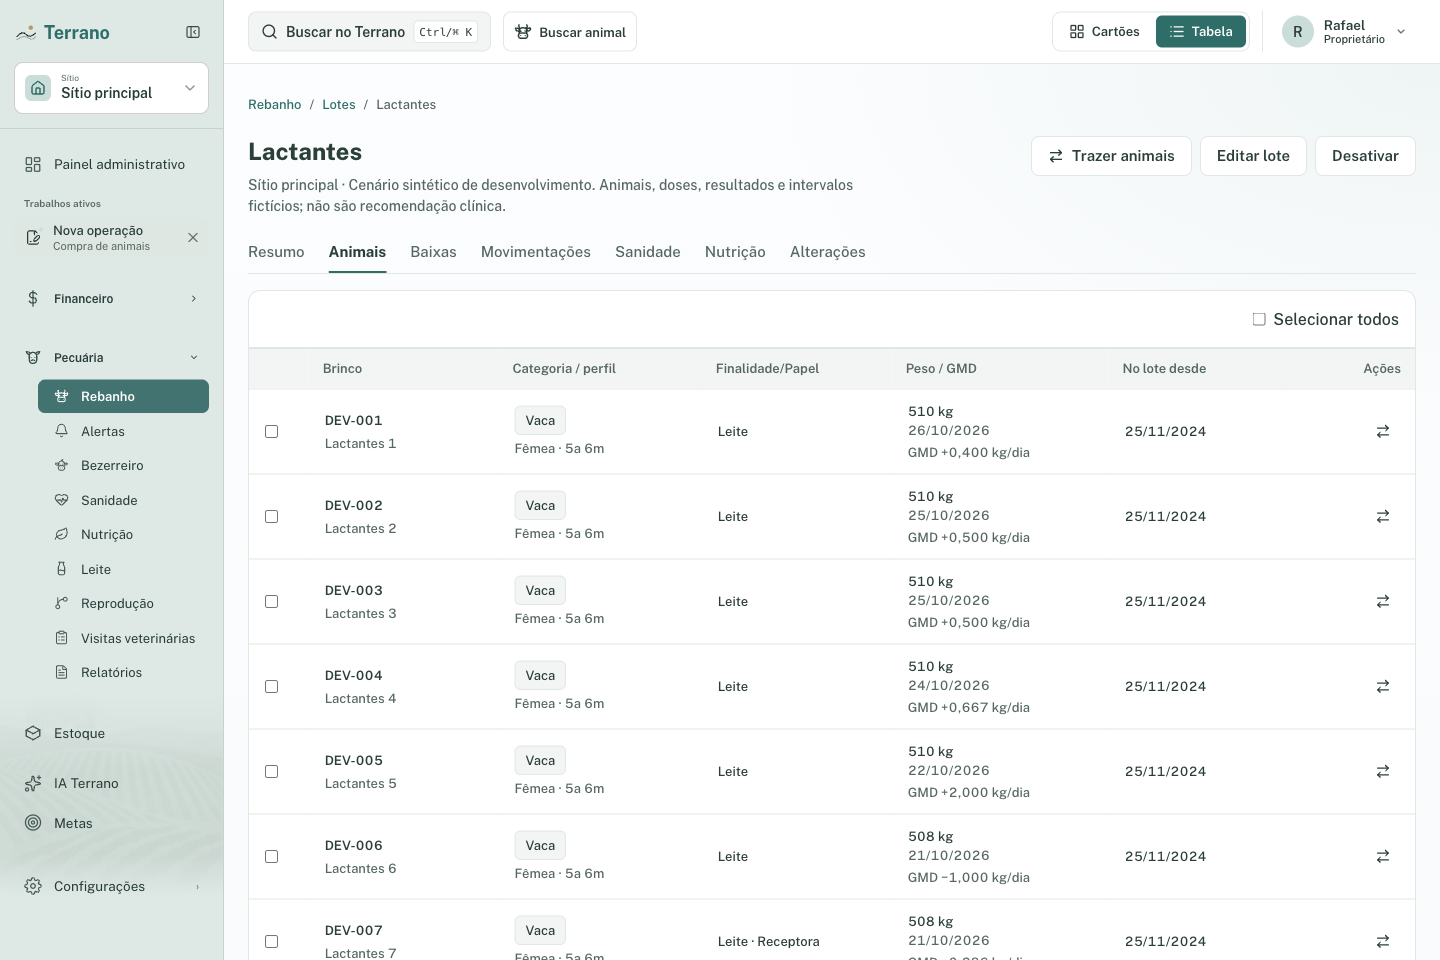 Terrano
Buscar no Terrano Ctrl/⌘ K
Buscar animal
Cartões
Tabela
R
Rafael
Proprietário
Sítio
Sítio principal
Painel administrativo
Trabalhos ativos
Nova operação
Compra de animais
Financeiro
Pecuária
Rebanho
Alertas
Bezerreiro
Sanidade
Nutrição
Leite
Reprodução
Visitas veterinárias
Relatórios
Estoque
IA Terrano
Metas
Configurações
Rebanho / Lotes / Lactantes
Lactantes
Sítio principal · Cenário sintético de desenvolvimento. Animais, doses, resultados e intervalos
fictícios; não são recomendação clínica.
Trazer animais
Editar lote
Desativar
Resumo Animais Baixas Movimentações Sanidade Nutrição Alterações
Selecionar todos
Brinco Categoria / perfil Finalidade/Papel Peso / GMD No lote desde Ações
DEV-001
Lactantes 1
Vaca
Fêmea · 5a 6m
Leite
510 kg
26/10/2026
GMD +0,400 kg/dia
25/11/2024
DEV-002
Lactantes 2
Vaca
Fêmea · 5a 6m
Leite
510 kg
25/10/2026
GMD +0,500 kg/dia
25/11/2024
DEV-003
Lactantes 3
Vaca
Fêmea · 5a 6m
Leite
510 kg
25/10/2026
GMD +0,500 kg/dia
25/11/2024
DEV-004
Lactantes 4
Vaca
Fêmea · 5a 6m
Leite
510 kg
24/10/2026
GMD +0,667 kg/dia
25/11/2024
DEV-005
Lactantes 5
Vaca
Fêmea · 5a 6m
Leite
510 kg
22/10/2026
GMD +2,000 kg/dia
25/11/2024
DEV-006
Lactantes 6
Vaca
Fêmea · 5a 6m
Leite
508 kg
21/10/2026
GMD −1,000 kg/dia
25/11/2024
DEV-007
Lactantes 7
Vaca
Fêmea · 5a 6m
Leite · Receptora
508 kg
21/10/2026
25/11/2024